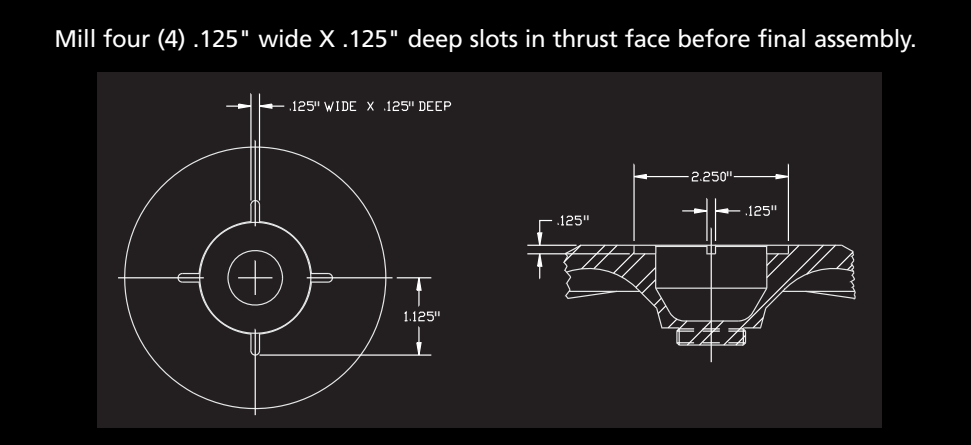 Mill four (4) .125" wide X .125" deep slots in thrust face before final assembly.
.125" WIDE X .125" DEEP
2.250"
.125"
.125"
1.125"